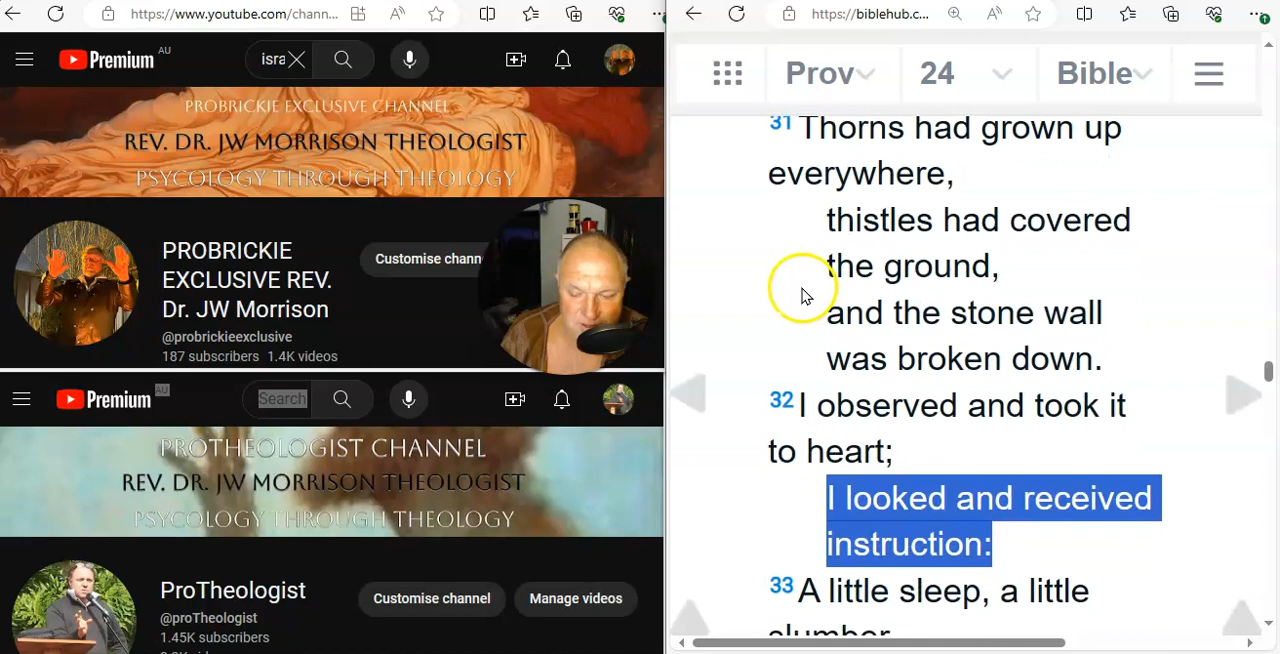 https://www.youtube.com/chann...
Premium AU
isra
PROBRICKIE EXCLUSIVE CHANNEL
REV. DR. JW MORRISON THEOLOGIST
PSYCOLOGY THROUGH THEOLOGY
PROBRICKIE
EXCLUSIVE REV.
Dr. JW Morrison
@probrickieexclusive
187 subscribers 1.4K videos
Customise chann
Premium AU
Search
PROTHEOLOGIST CHANNEL
REV. DR. JW MORRISON THEOLOGIST
PSYCOLOGY THROUGH THEOLOGY
ProTheologist
@proTheologist
1.45K subscribers
Customise channel
Manage videos
https://biblehub.c...
Prov
24
Bible
31 Thorns had grown up
everywhere,
thistles had covered
the ground,
and the stone wall
was broken down.
32 I observed and took it
to heart;
I looked and received
instruction:
33 A little sleep, a little
slumber